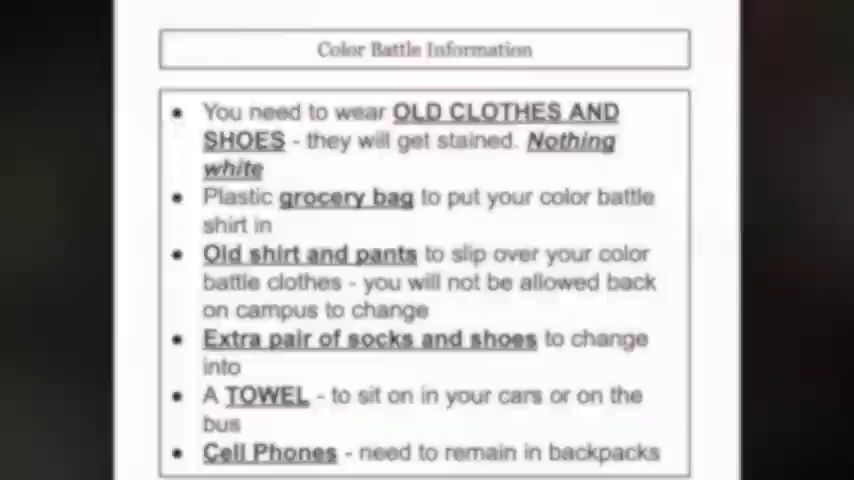 Color Battle Information
• You need to wear OLD CLOTHES AND
SHOES - they will get stained. Nothing
white
• Plastic grocery bag to put your color battle
shirt in
• Old shirt and pants to slip over your color
battle clothes - you will not be allowed back
on campus to change
• Extra pair of socks and shoes to change
into
• A TOWEL - to sit on in your cars or on the
bus
• Cell Phones - need to remain in backpacks